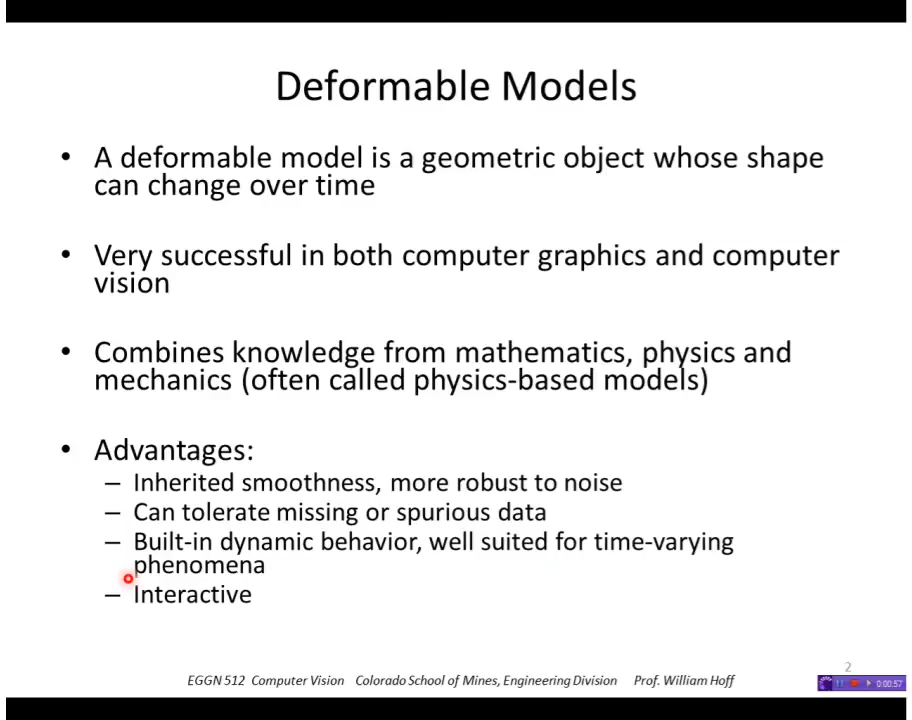 Deformable Models
• A deformable model is a geometric object whose shape
can change over time
• Very successful in both computer graphics and computer
vision
• Combines knowledge from mathematics, physics and
mechanics (often called physics-based models)
• Advantages:
– Inherited smoothness, more robust to noise
– Can tolerate missing or spurious data
– Built-in dynamic behavior, well suited for time-varying
phenomena
– Interactive
2
EGGN 512 Computer Vision Colorado School of Mines, Engineering Division Prof. William Hoff
0:00:57